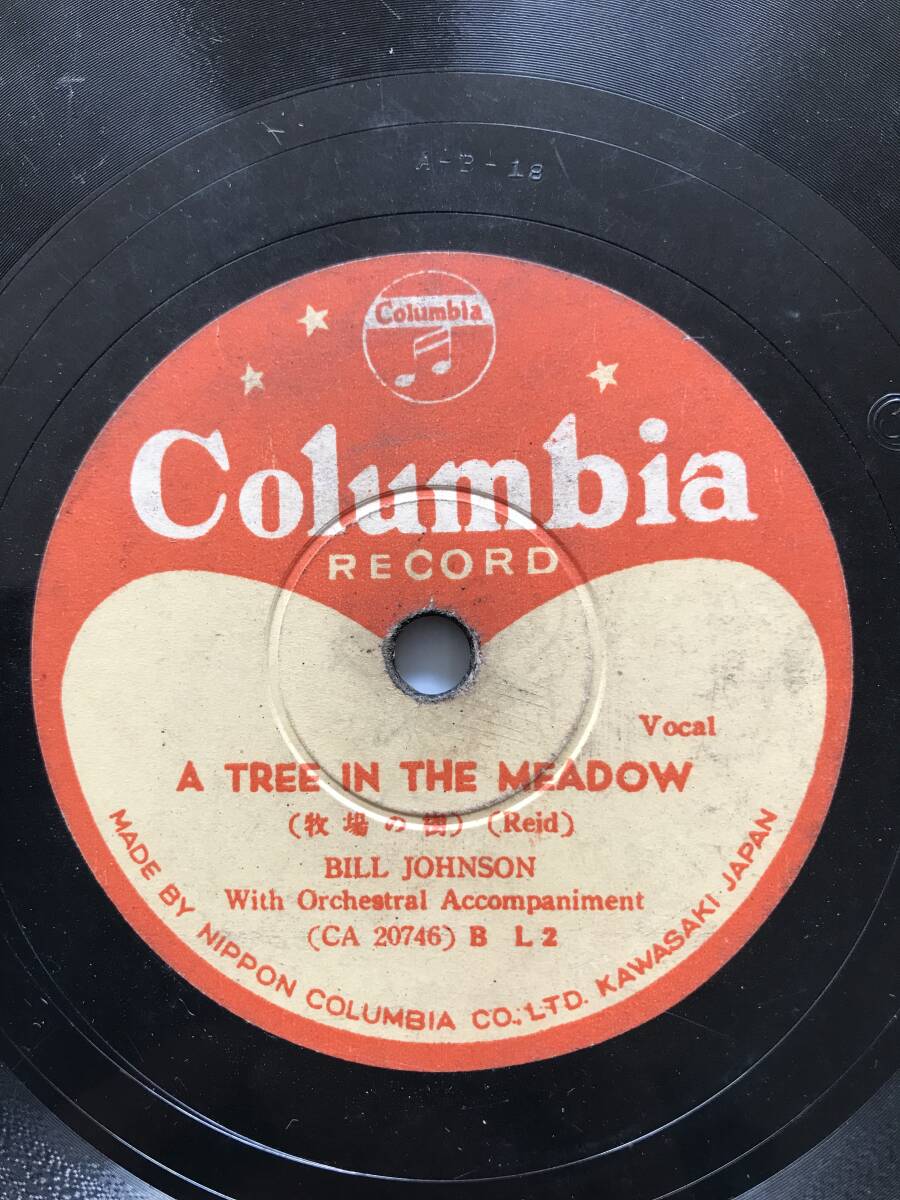 A-B-18
Columbia
Columbia
RECORD
Vocal
A TREE IN THE MEADOW
(牧場の樹) (Reid)
BILL JOHNSON
With Orchestral Accompaniment
(CA 20746) B L2
MADE BY NIPPON COLUMBIA CO., LTD. KAWASAKI JAPAN